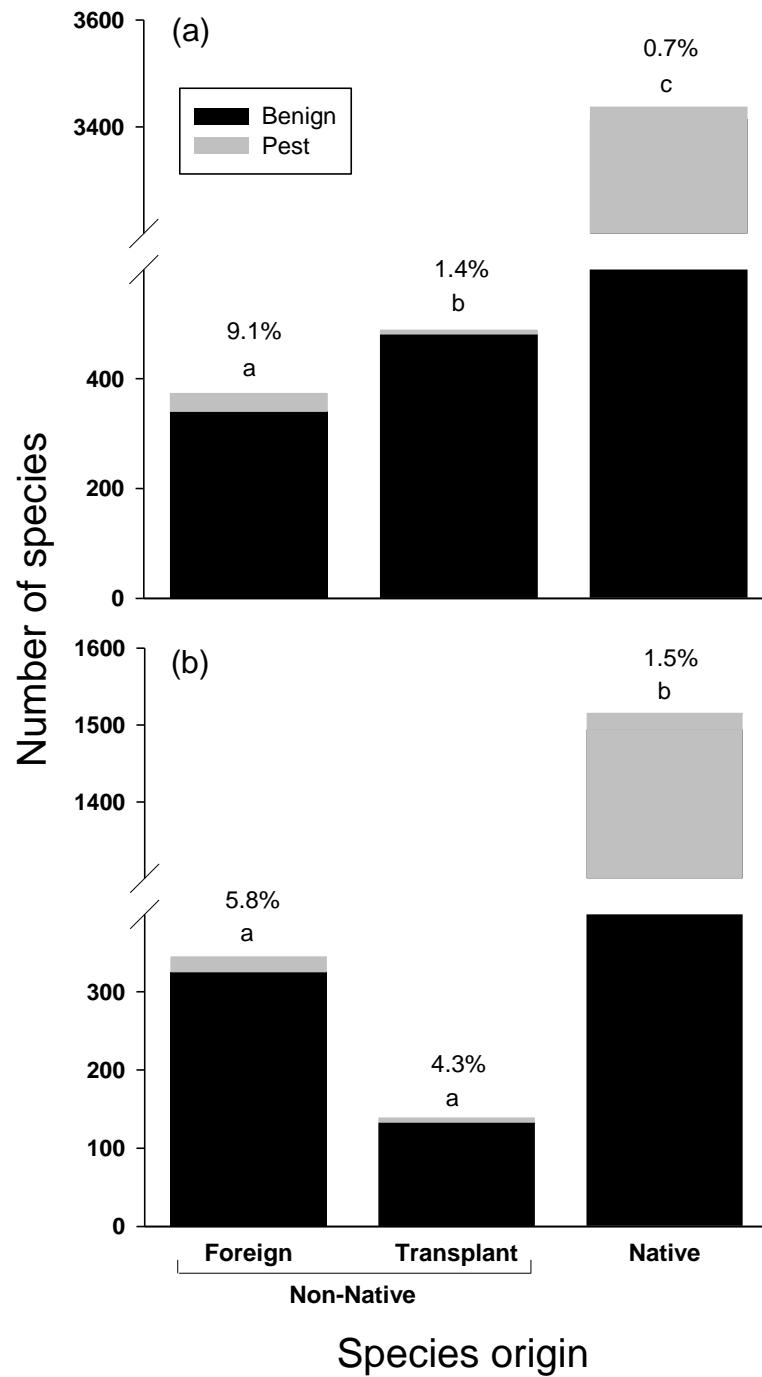 3600
(a)
0.7%
c
Benign
Pest
3400
1.4%
b
9.1%
a
400
200
0
Number of species
1600
(b)
1.5%
b
1500
1400
5.8%
a
300
4.3%
a
200
100
0
Foreign Transplant Native
Non-Native
Species origin